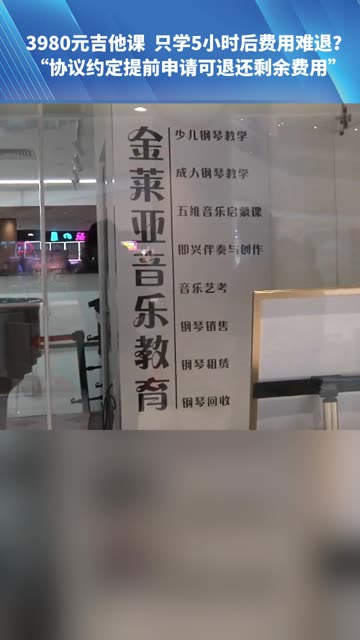 3980元吉他课 只学5小时后费用难退？
“协议约定提前申请可退还剩余费用”
金莱亚音乐教育
少儿钢琴教学
成人钢琴教学
五维音乐启蒙课
即兴伴奏与创作
音乐艺考
钢琴销售
钢琴租赁
钢琴回收